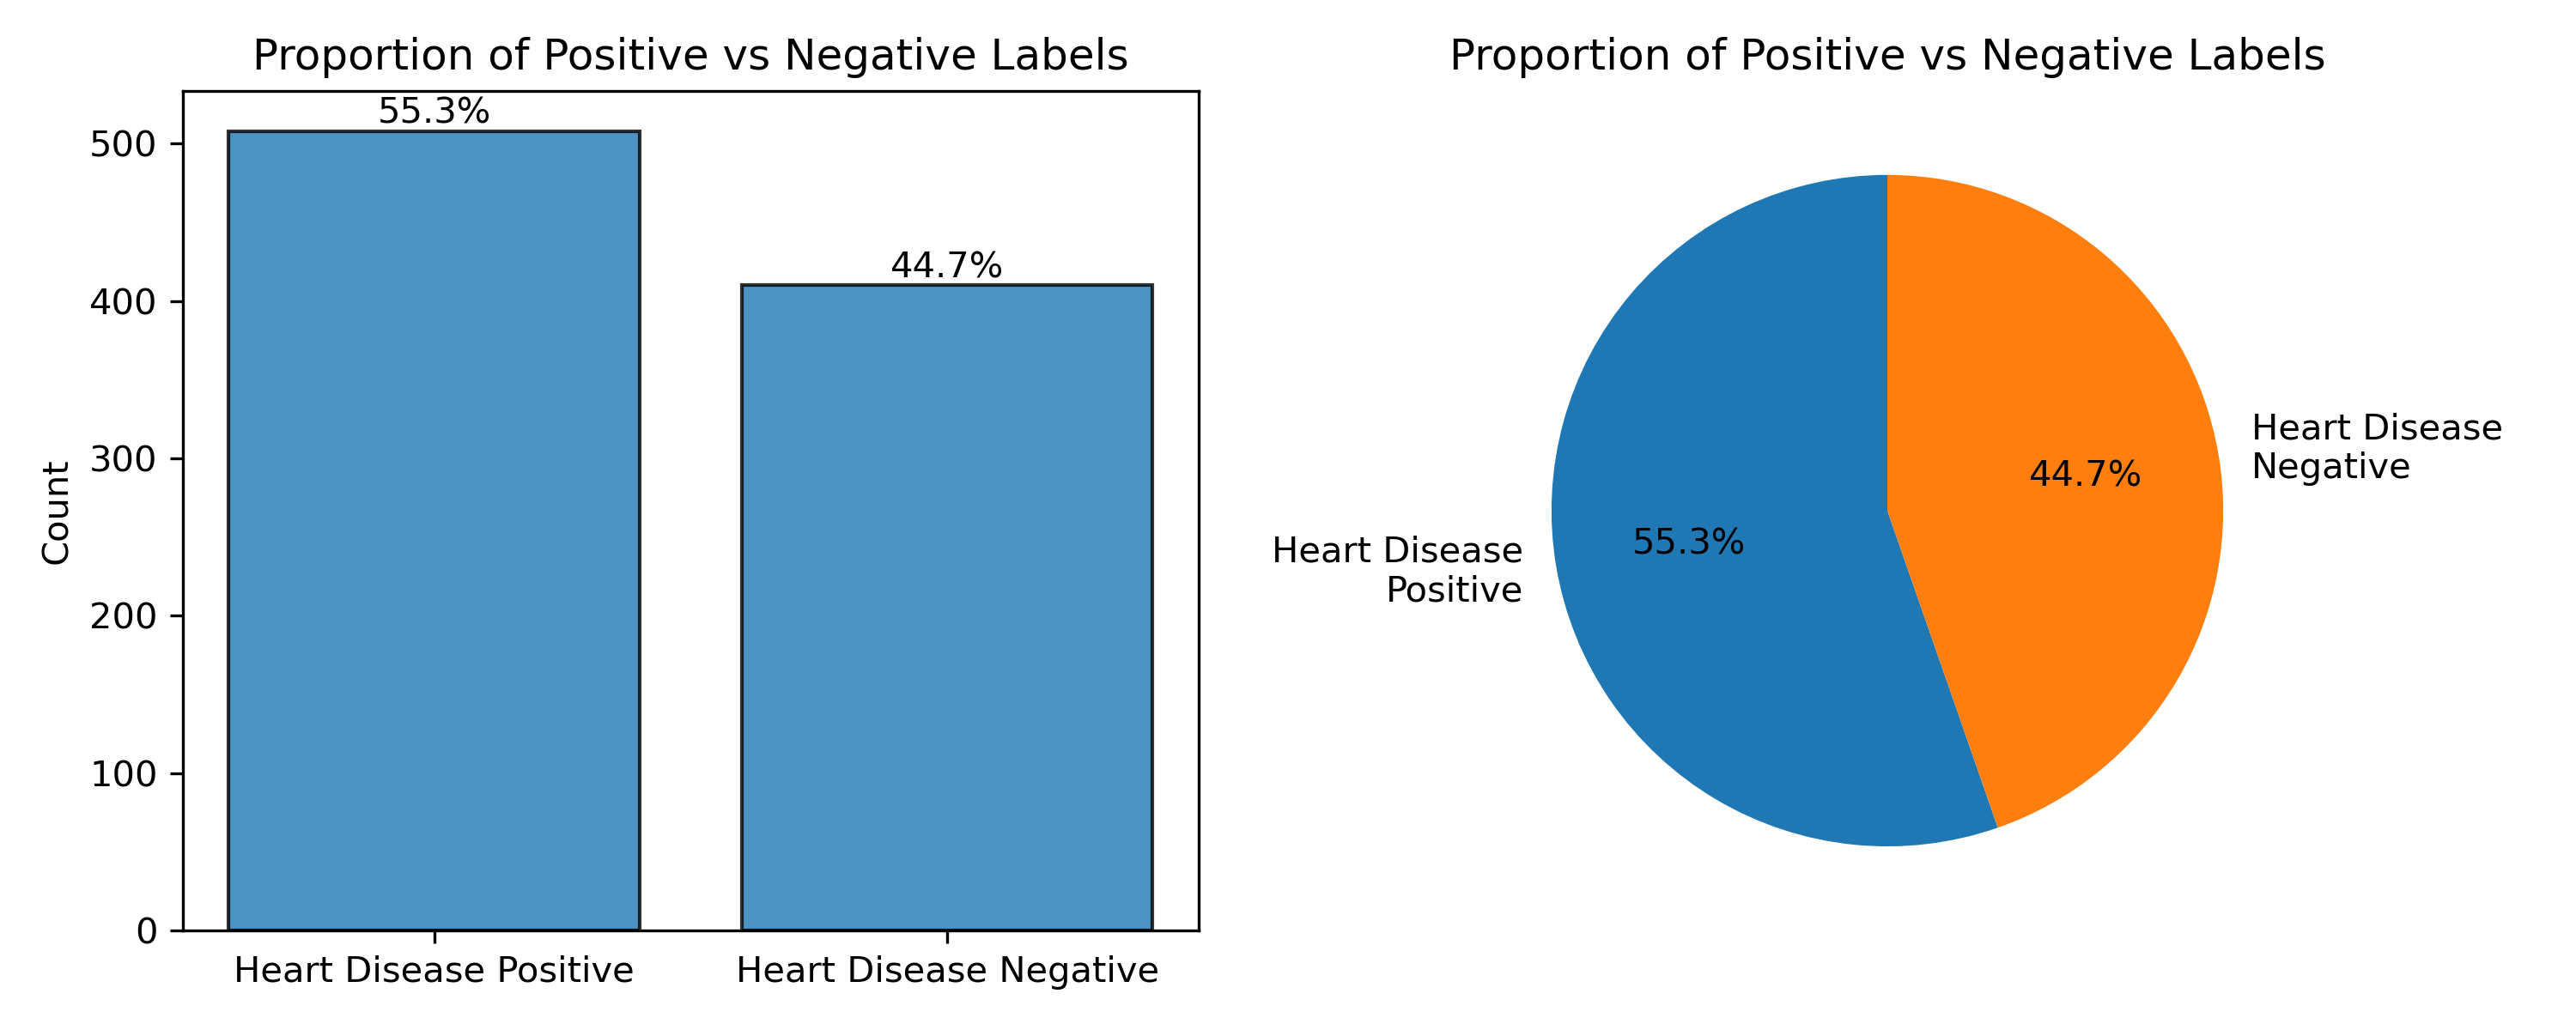 Proportion of Positive vs Negative Labels
55.3%
44.7%
500
400
300
200
100
0
Count
Heart Disease Positive
Heart Disease Negative
Proportion of Positive vs Negative Labels
Heart Disease
Negative
44.7%
55.3%
Heart Disease
Positive